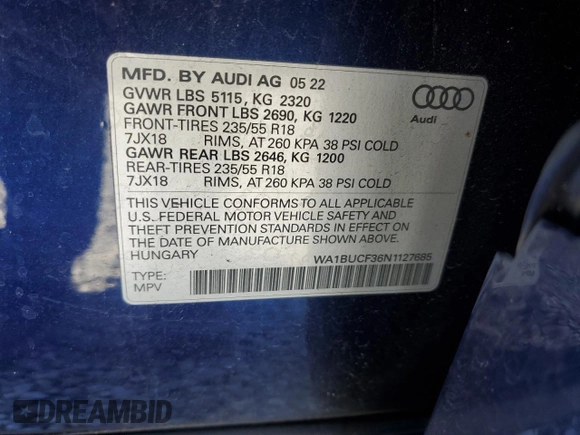 MFD. BY AUDI AG 05 22
GVWR LBS 5115, KG 2320
GAWR FRONT LBS 2690, KG 1220
FRONT-TIRES 235/55 R18
7JX18 RIMS, AT 260 KPA 38 PSI COLD
GAWR REAR LBS 2646, KG 1200
REAR-TIRES 235/55 R18
7JX18 RIMS, AT 260 KPA 38 PSI COLD
Audi
THIS VEHICLE CONFORMS TO ALL APPLICABLE
U.S. FEDERAL MOTOR VEHICLE SAFETY AND
THEFT PREVENTION STANDARDS IN EFFECT ON
THE DATE OF MANUFACTURE SHOWN ABOVE.
HUNGARY
WA1BUCF36N1127685
TYPE:
MPV
DREAMBID